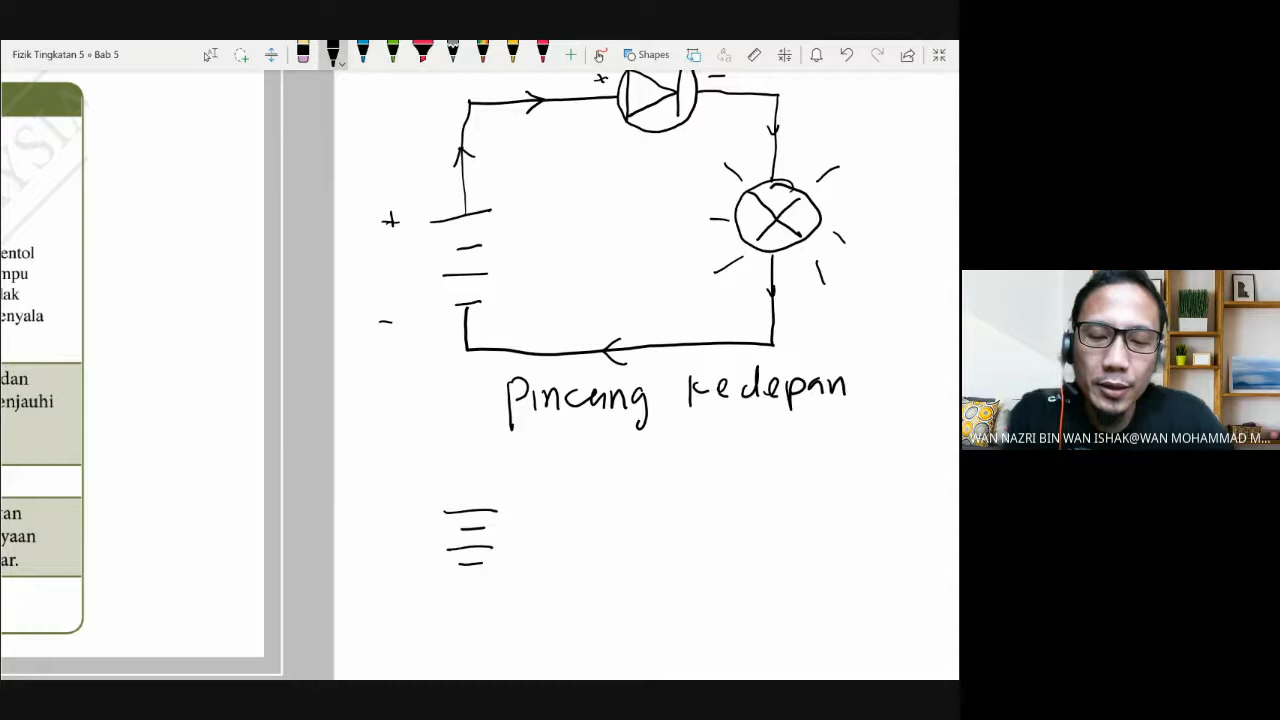 Fizik Tingkatan 5 » Bab 5
Shapes
YSIA
entol
mpu
lak
enyala
dan
enjauhi
ran
yaan
ar.
+ −
+
−
Pincang kedepan
WAN NAZRI BIN WAN ISHAK@WAN MOHAMMAD M...